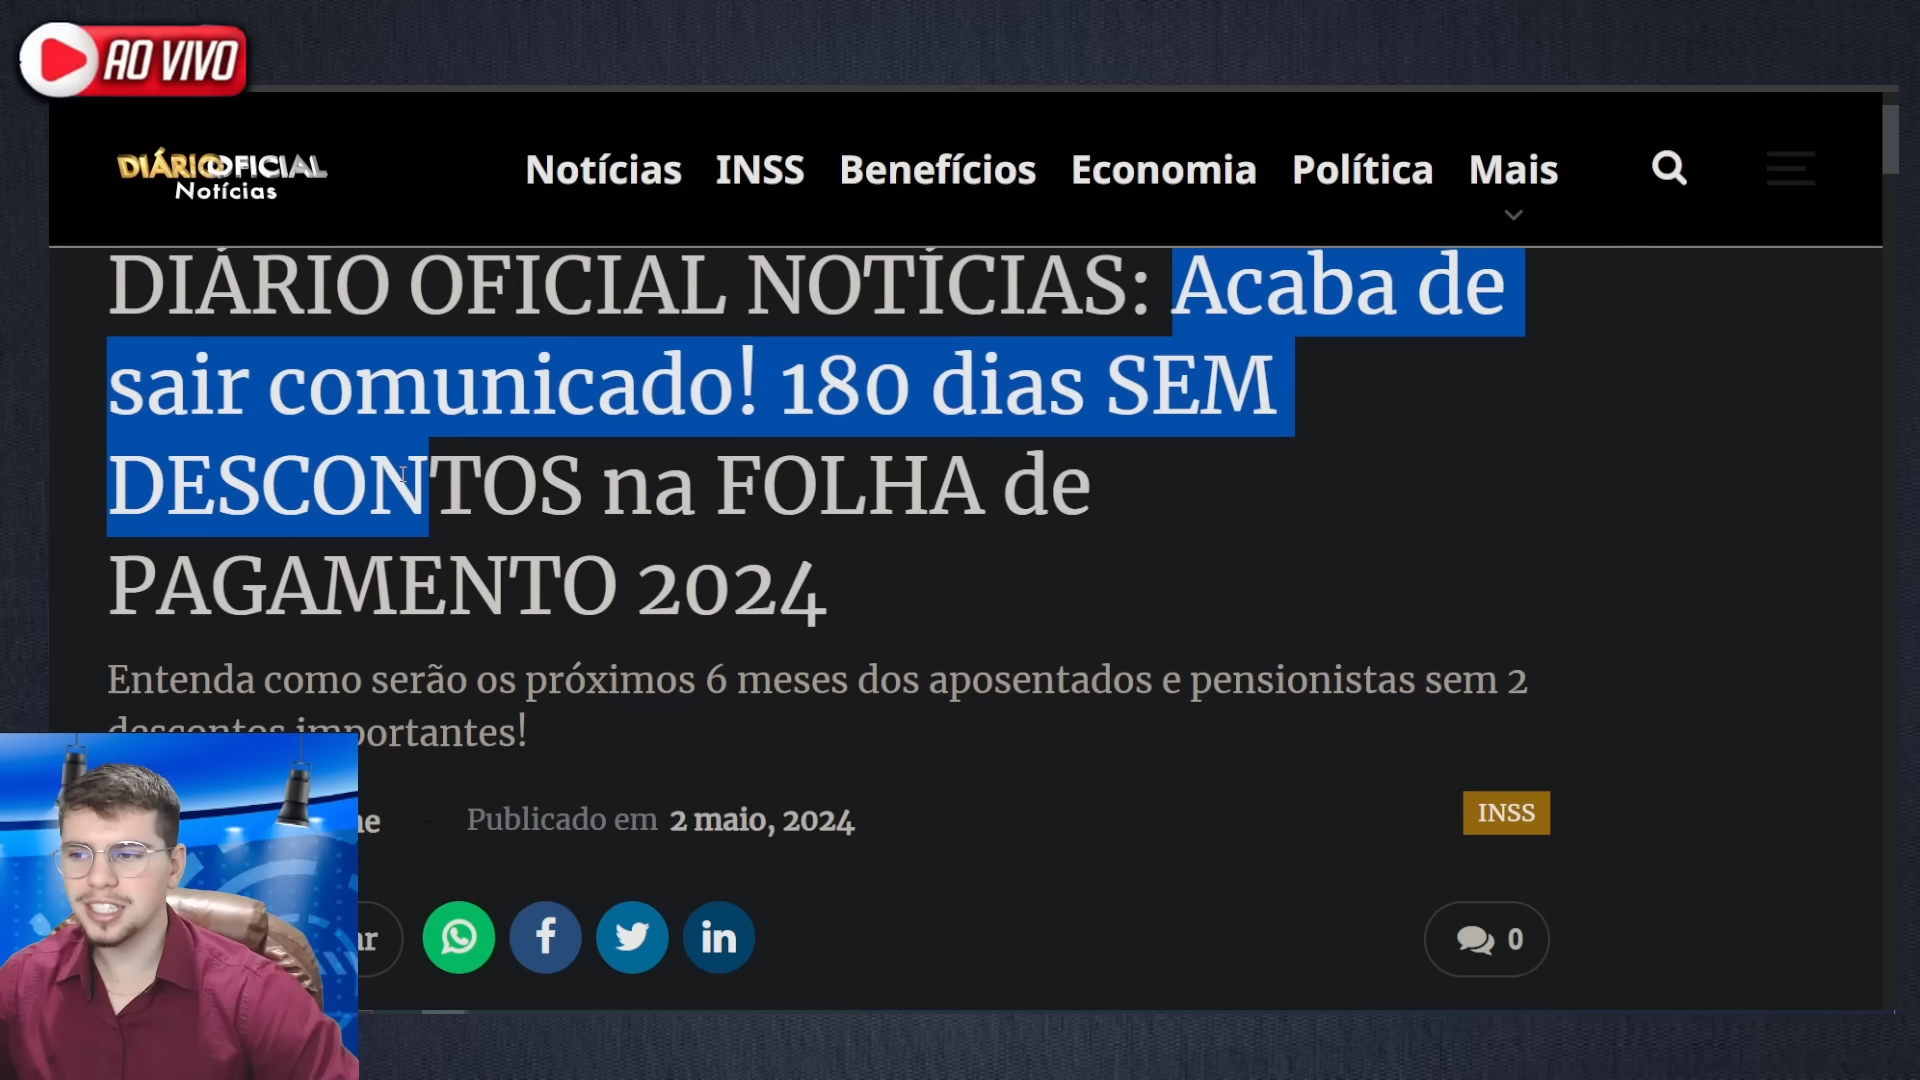 AO VIVO
DIÁRIO OFICIAL
Notícias
Notícias INSS Benefícios Economia Política Mais
DIÁRIO OFICIAL NOTÍCIAS: Acaba de
sair comunicado! 180 dias SEM
DESCONTOS na FOLHA de
PAGAMENTO 2024
Entenda como serão os próximos 6 meses dos aposentados e pensionistas sem 2
descontos importantes!
Publicado em 2 maio, 2024
INSS
0